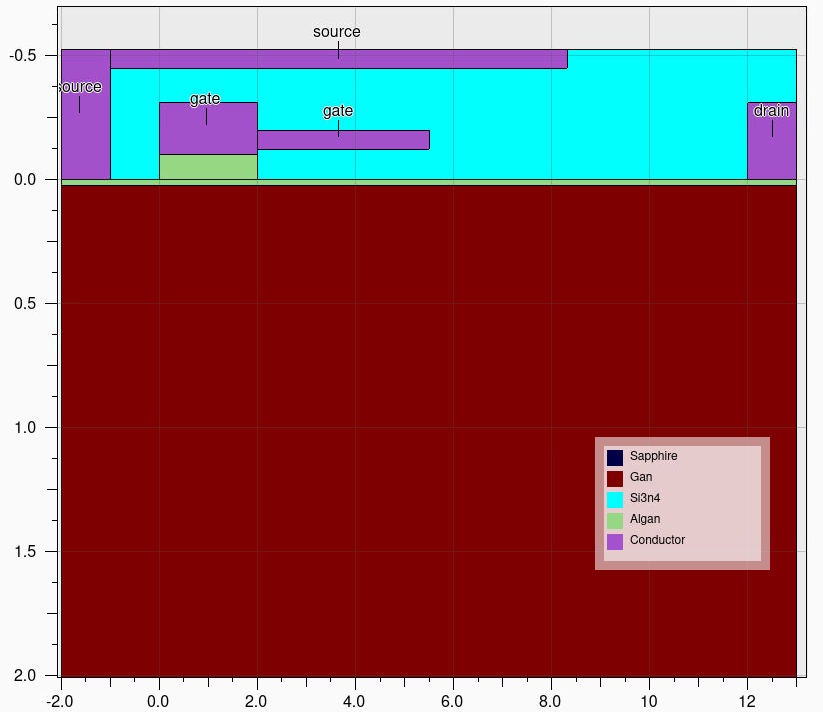 source
-0.5
source
gate
gate
drain
0.0
0.5
1.0
Sapphire
Gan
Si3n4
Algan
Conductor
1.5
2.0
-2.0 0.0 2.0 4.0 6.0 8.0 10 12